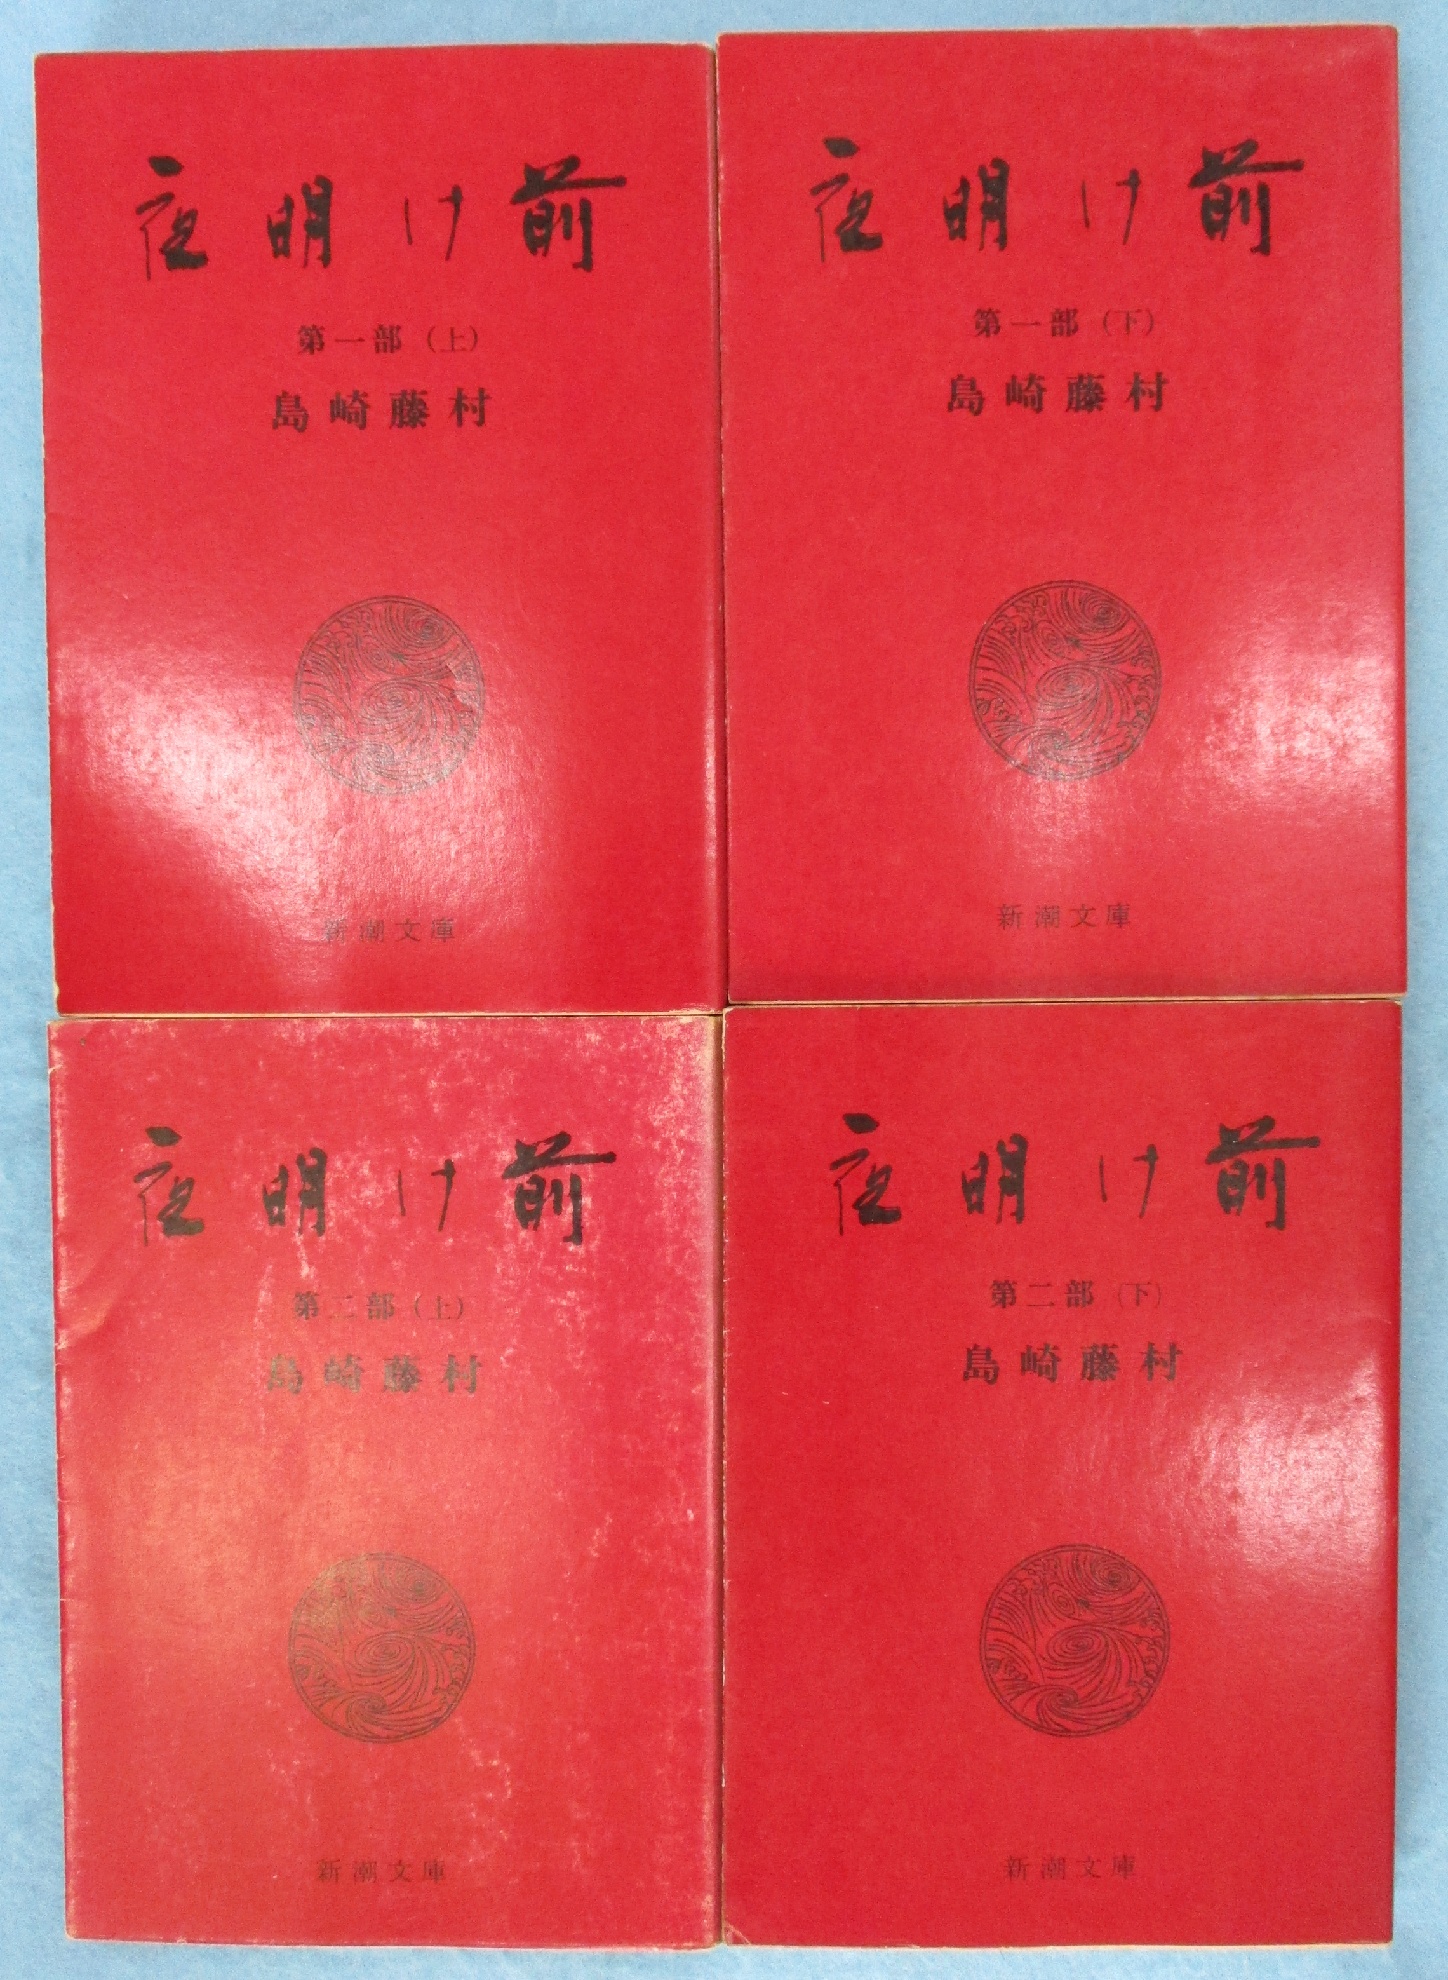 夜明け前
第一部（上）
島崎藤村
新潮文庫
夜明け前
第一部（下）
島崎藤村
新潮文庫
夜明け前
第二部（上）
島崎藤村
新潮文庫
夜明け前
第二部（下）
島崎藤村
新潮文庫